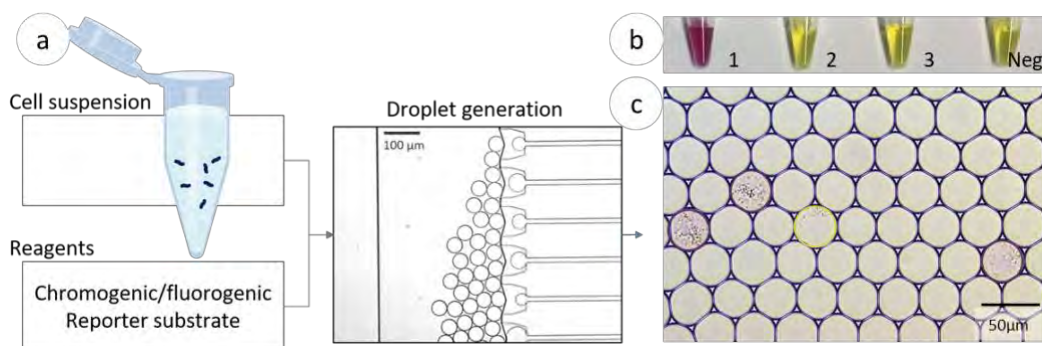 a
Cell suspension
Reagents
Chromogenic/fluorogenic
Reporter substrate
Droplet generation
100 µm
b
1
2
3
Neg
c
50µm